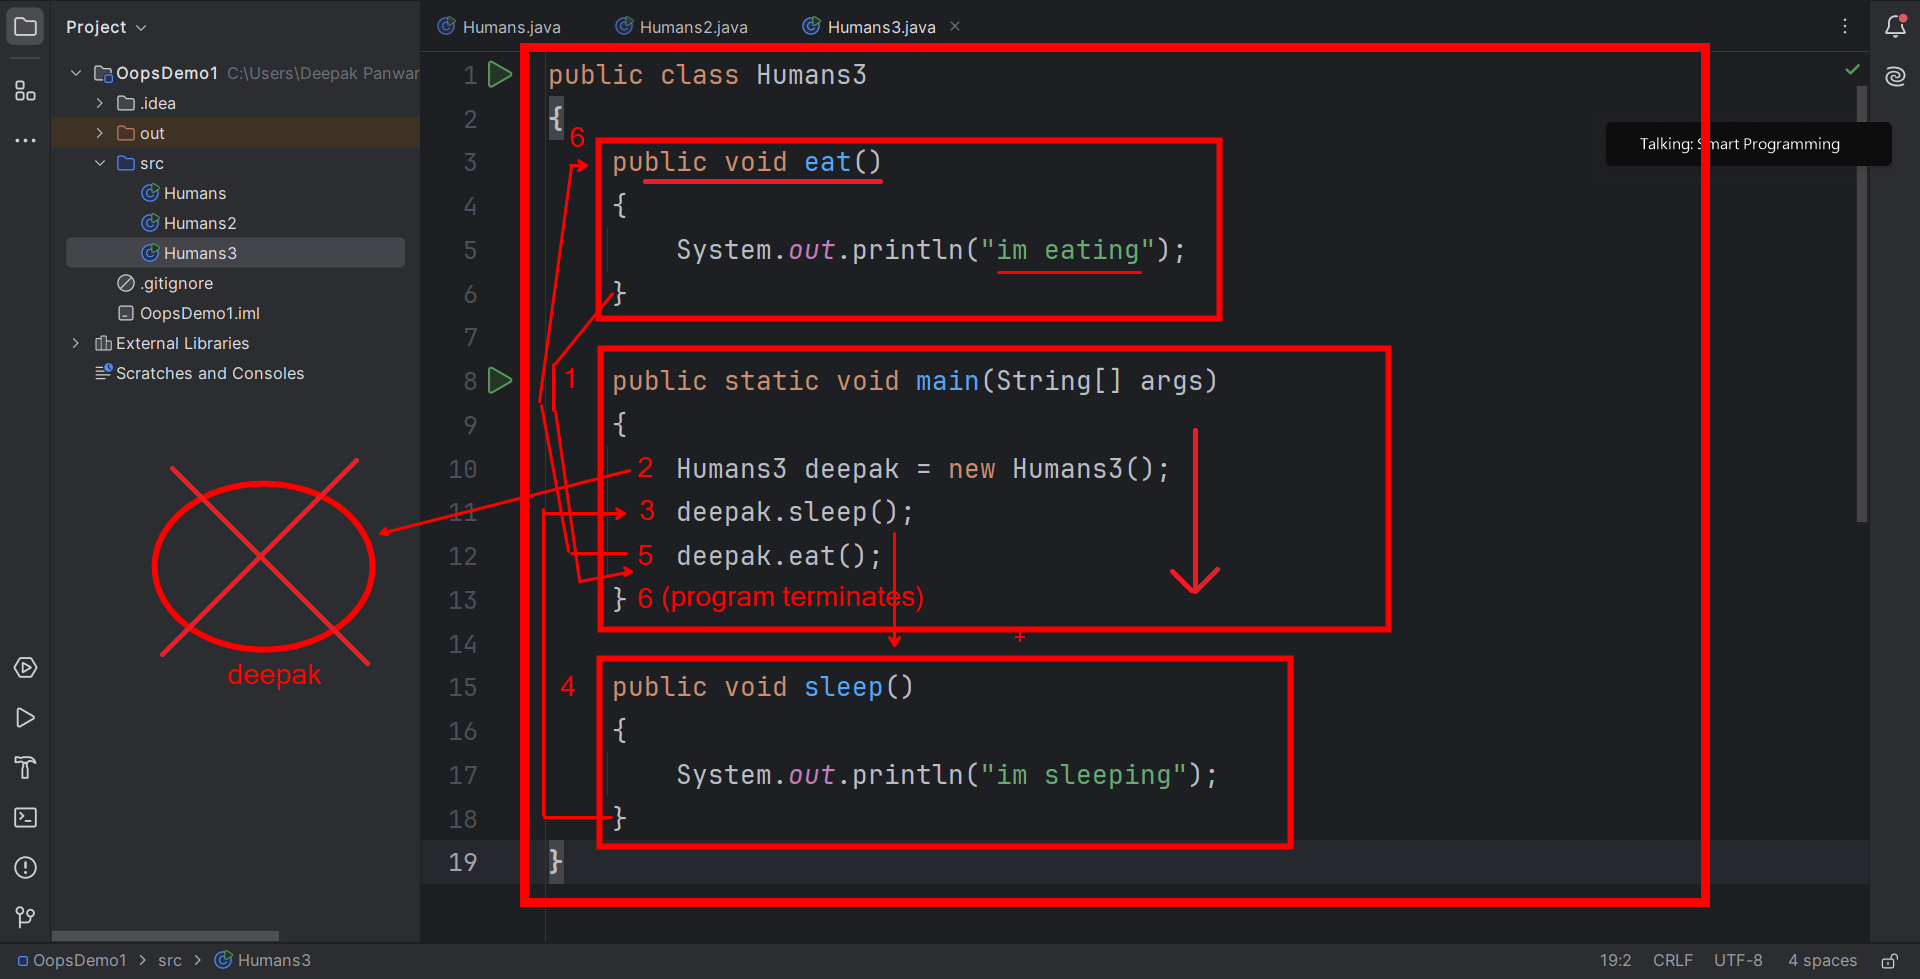 Project
OopsDemo1 C:\Users\Deepak Panwar
.idea
out
src
Humans
Humans2
Humans3
.gitignore
OopsDemo1.iml
External Libraries
Scratches and Consoles
deepak
Humans.java Humans2.java Humans3.java
Talking: Smart Programming
1 public class Humans3
2 {
6
3 public void eat()
4 {
5 System.out.println("im eating");
6 }
7
1
8 public static void main(String[] args)
9 {
10 2 Humans3 deepak = new Humans3();
11 3 deepak.sleep();
12 5 deepak.eat();
13 } 6 (program terminates)
14
15 4 public void sleep()
16 {
17 System.out.println("im sleeping");
18 }
19 }
OopsDemo1 > src > Humans3 19:2 CRLF UTF-8 4 spaces